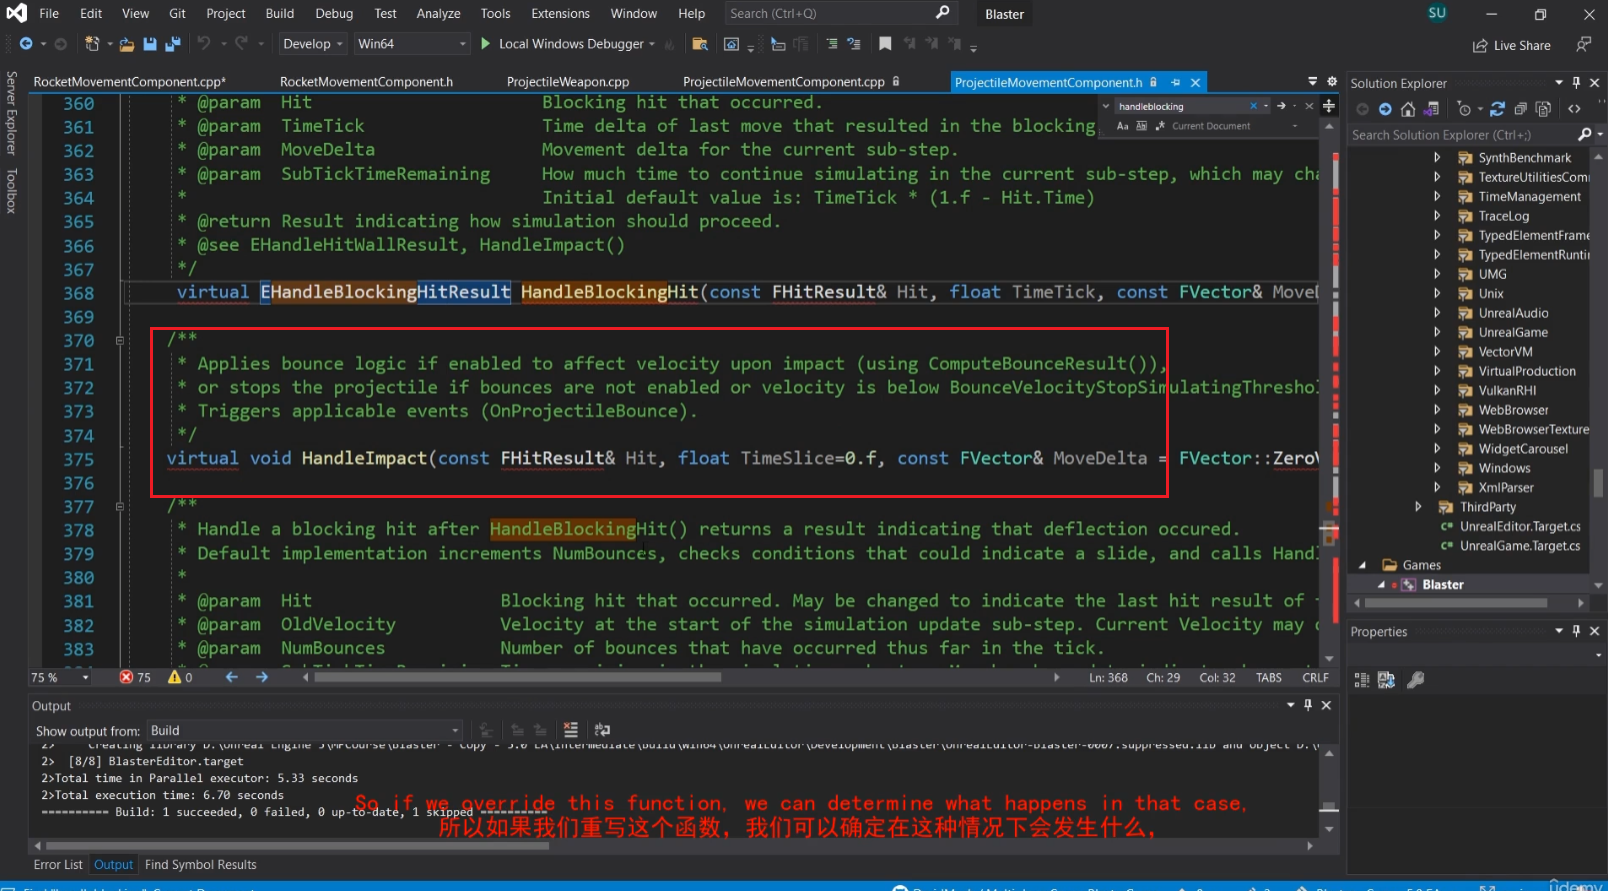 File Edit View Git Project Build Debug Test Analyze Tools Extensions Window Help Search (Ctrl+Q) Blaster SU
Develop Win64 Local Windows Debugger Live Share
Server Explorer
Toolbox
RocketMovementComponent.cpp* RocketMovementComponent.h ProjectileWeapon.cpp ProjectileMovementComponent.cpp ProjectileMovementComponent.h
handleblocking
Aa Current Document
360 * @param Hit Blocking hit that occurred.
361 * @param TimeTick Time delta of last move that resulted in the blocking
362 * @param MoveDelta Movement delta for the current sub-step.
363 * @param SubTickTimeRemaining How much time to continue simulating in the current sub-step, which may cha
364 * Initial default value is: TimeTick * (1.f - Hit.Time)
365 * @return Result indicating how simulation should proceed.
366 * @see EHandleHitWallResult, HandleImpact()
367 */
368 virtual EHandleBlockingHitResult HandleBlockingHit(const FHitResult& Hit, float TimeTick, const FVector& MoveD
369
370 /**
371 * Applies bounce logic if enabled to affect velocity upon impact (using ComputeBounceResult()),
372 * or stops the projectile if bounces are not enabled or velocity is below BounceVelocityStopSimulatingThreshol
373 * Triggers applicable events (OnProjectileBounce).
374 */
375 virtual void HandleImpact(const FHitResult& Hit, float TimeSlice=0.f, const FVector& MoveDelta = FVector::ZeroV
376
377 /**
378 * Handle a blocking hit after HandleBlockingHit() returns a result indicating that deflection occured.
379 * Default implementation increments NumBounces, checks conditions that could indicate a slide, and calls Handl
380 *
381 * @param Hit Blocking hit that occurred. May be changed to indicate the last hit result of
382 * @param OldVelocity Velocity at the start of the simulation update sub-step. Current Velocity may
383 * @param NumBounces Number of bounces that have occurred thus far in the tick.
75 % 75 0 Ln: 368 Ch: 29 Col: 32 TABS CRLF
Output
Show output from: Build
2> [8/8] BlasterEditor.target
2>Total time in Parallel executor: 5.33 seconds
2>Total execution time: 6.70 seconds
========== Build: 1 succeeded, 0 failed, 0 up-to-date, 1 skipped ==========
So if we override this function, we can determine what happens in that case,
所以如果我们重写这个函数，我们可以确定在这种情况下会发生什么，
Error List Output Find Symbol Results
Solution Explorer
Search Solution Explorer (Ctrl+;)
SynthBenchmark
TextureUtilitiesCom
TimeManagement
TraceLog
TypedElementFrame
TypedElementRunti
UMG
Unix
UnrealAudio
UnrealGame
VectorVM
VirtualProduction
VulkanRHI
WebBrowser
WebBrowserTexture
WidgetCarousel
Windows
XmlParser
ThirdParty
UnrealEditor.Target.cs
UnrealGame.Target.cs
Games
Blaster
Properties